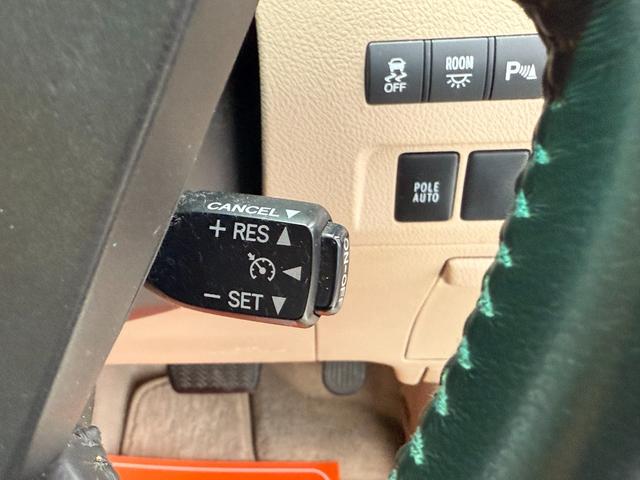 OFF
ROOM
P
POLE
AUTO
CANCEL ▼
+ RES ▲
◄
− SET ▼
ON-OFF